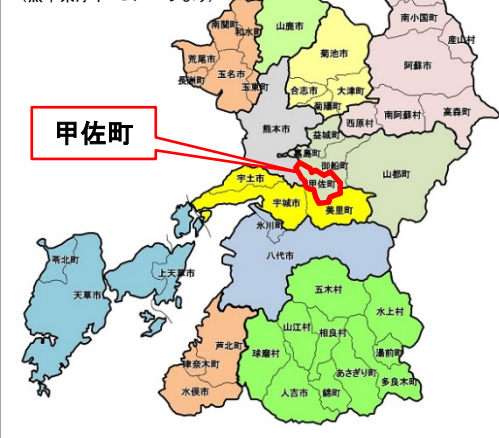 南関町
和水町
山鹿市
菊池市
南小国町
産山村
荒尾市
玉名市
長洲町
玉東町
合志市
大津町
菊陽町
阿蘇市
西原村
南阿蘇村
高森町
熊本市
益城町
嘉島町
御船町
甲佐町
甲佐町
山都町
宇土市
宇城市
美里町
氷川町
八代市
苓北町
上天草市
天草市
五木村
水上村
山江村
相良村
芦北町
球磨村
湯前町
あさぎり町
津奈木町
多良木町
人吉市
錦町
水俣市